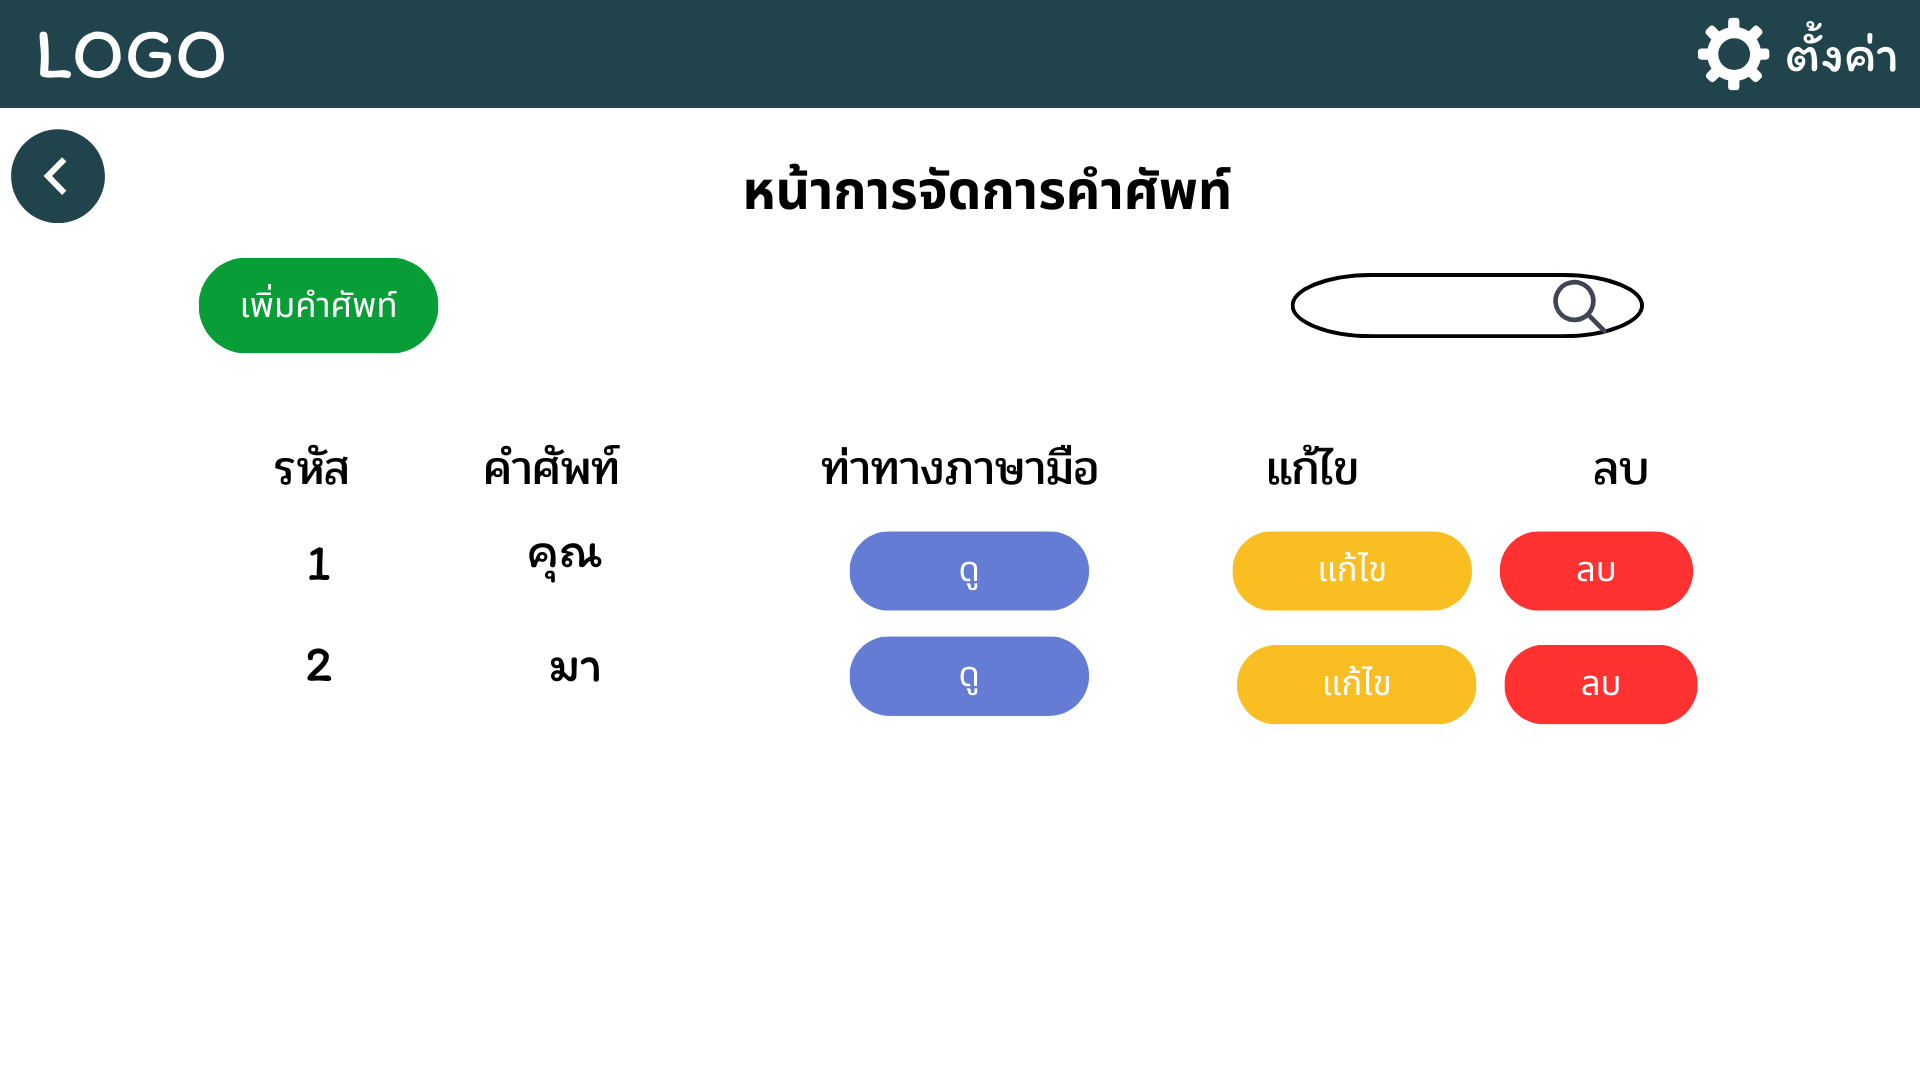 LOGO
ตั้งค่า
หน้าการจัดการคำศัพท์
เพิ่มคำศัพท์
รหัส คำศัพท์ ท่าทางภาษามือ แก้ไข ลบ
1 คุณ ดู แก้ไข ลบ
2 มา ดู แก้ไข ลบ